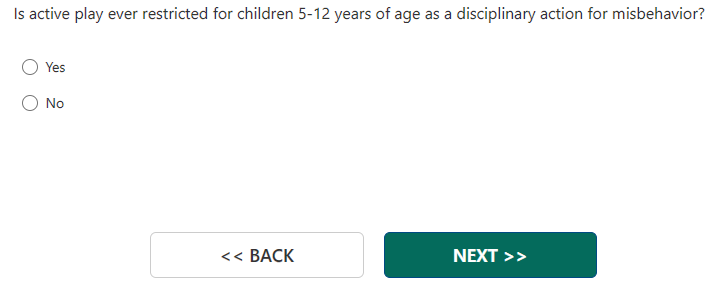 Is active play ever restricted for children 5-12 years of age as a disciplinary action for misbehavior?
Yes
No
<< BACK
NEXT >>